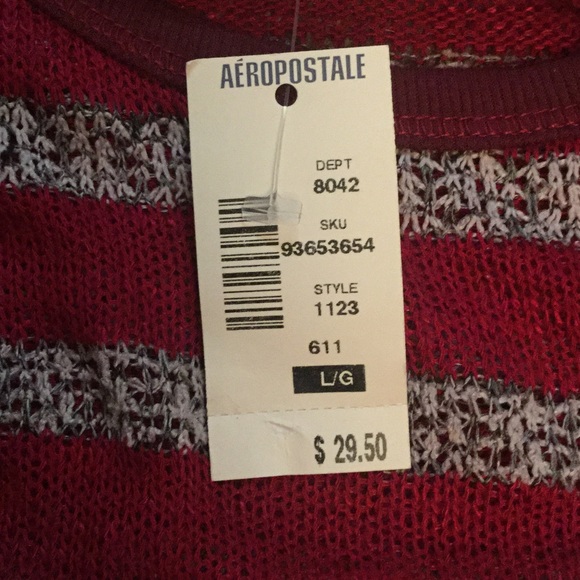 AÉROPOSTALE
DEPT
8042
SKU
93653654
STYLE
1123
611
L/G
$ 29.50